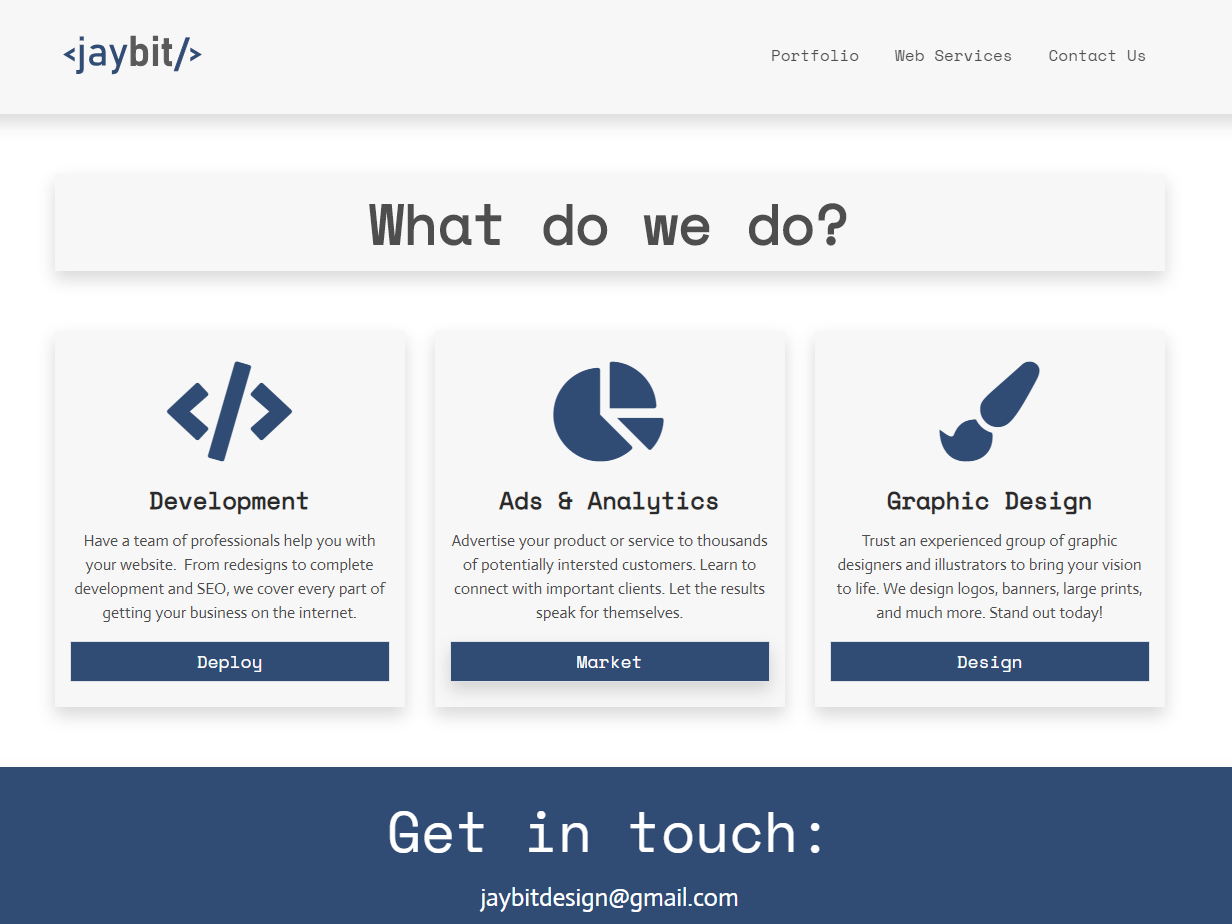 <jaybit/>
Portfolio Web Services Contact Us
What do we do?
Development
Have a team of professionals help you with
your website.  From redesigns to complete
development and SEO, we cover every part of
getting your business on the internet.
Deploy
Ads & Analytics
Advertise your product or service to thousands
of potentially intersted customers. Learn to
connect with important clients. Let the results
speak for themselves.
Market
Graphic Design
Trust an experienced group of graphic
designers and illustrators to bring your vision
to life. We design logos, banners, large prints,
and much more. Stand out today!
Design
Get in touch:
jaybitdesign@gmail.com